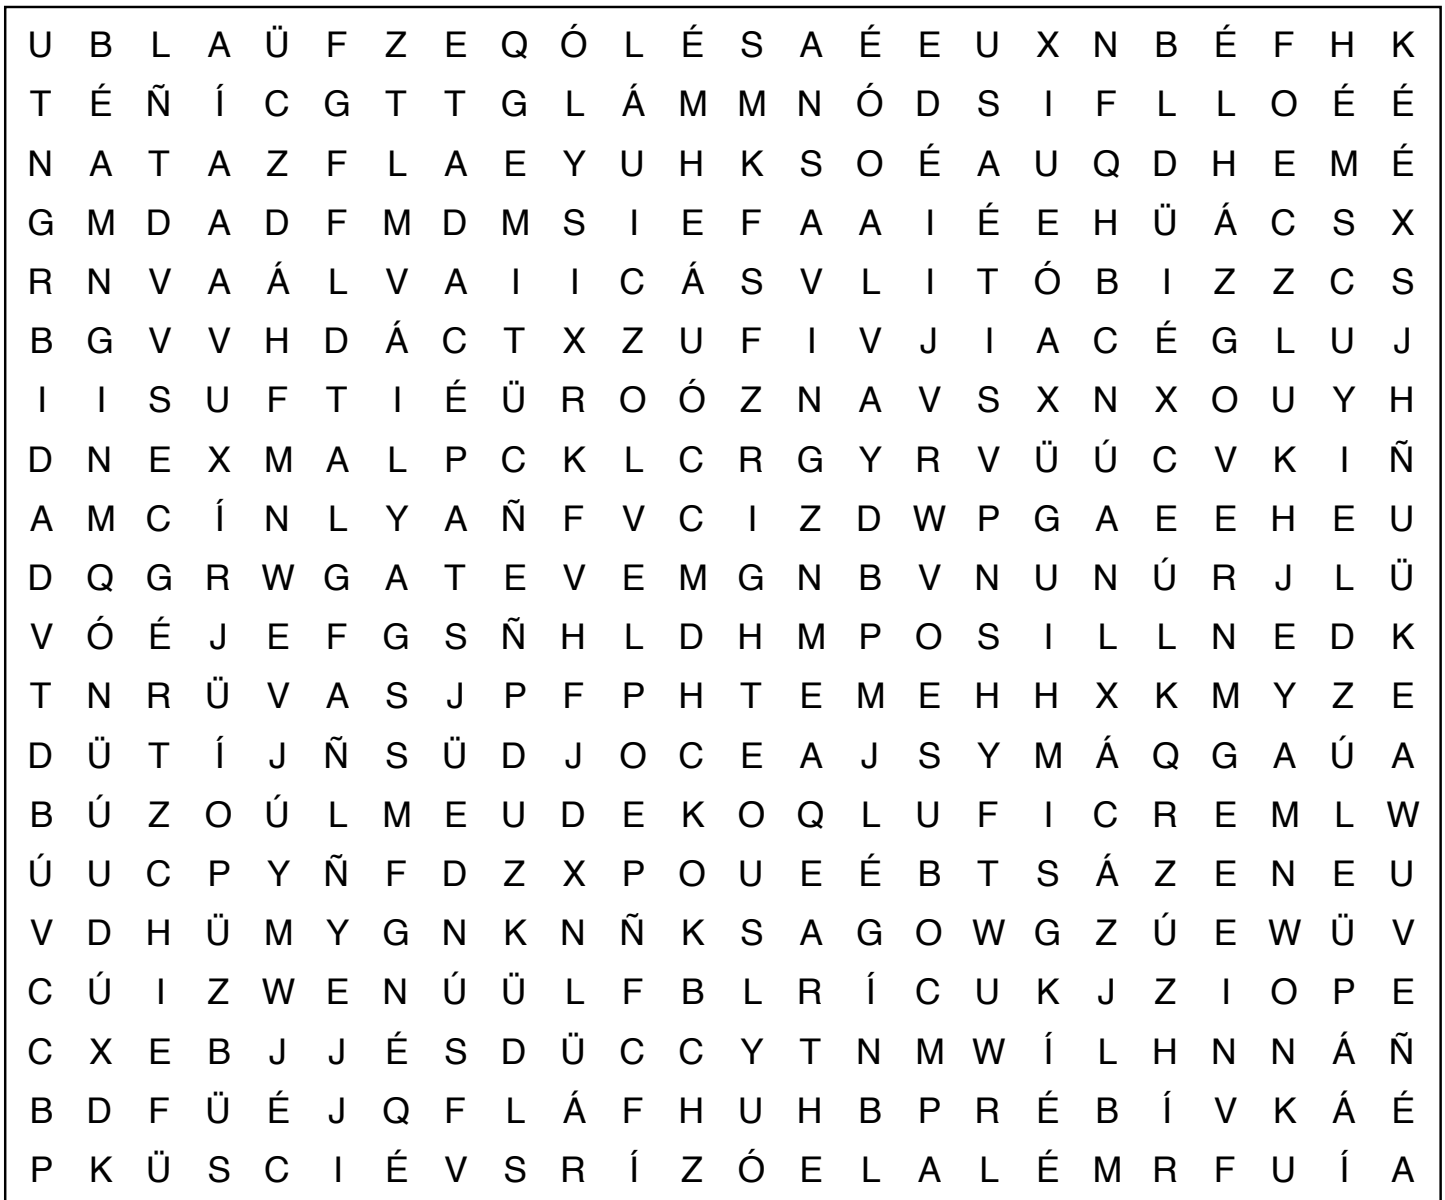 U B L A Ü F Z E Q Ó L É S A É E U X N B É F H K
T É Ñ Í C G T T G L Á M M N Ó D S I F L L O É É
N A T A Z F L A E Y U H K S O É A U Q D H E M É
G M D A D F M D M S I E F A A I É E H Ü Á C S X
R N V A Á L V A I I C Á S V L I T Ó B I Z Z C S
B G V V H D Á C T X Z U F I V J I A C É G L U J
I I S U F T I É Ü R O Ó Z N A V S X N X O U Y H
D N E X M A L P C K L C R G Y R V Ü Ú C V K I Ñ
A M C Í N L Y A Ñ F V C I Z D W P G A E E H E U
D Q G R W G A T E V E M G N B V N U N Ú R J L Ü
V Ó É J E F G S Ñ H L D H M P O S I L L N E D K
T N R Ü V A S J P F P H T E M E H H X K M Y Z E
D Ü T Í J Ñ S Ü D J O C E A J S Y M Á Q G A Ú A
B Ú Z O Ú L M E U D E K O Q L U F I C R E M L W
Ú U C P Y Ñ F D Z X P O U E É B T S Á Z E N E U
V D H Ü M Y G N K N Ñ K S A G O W G Z Ú E W Ü V
C Ú I Z W E N Ú Ü L F B L R Í C U K J Z I O P E
C X E B J J É S D Ü C C Y T N M W Í L H N N Á Ñ
B D F Ü É J Q F L Á F H U H B P R É B Í V K Á É
P K Ü S C I É V S R Í Z Ó E L A L É M R F U Í A